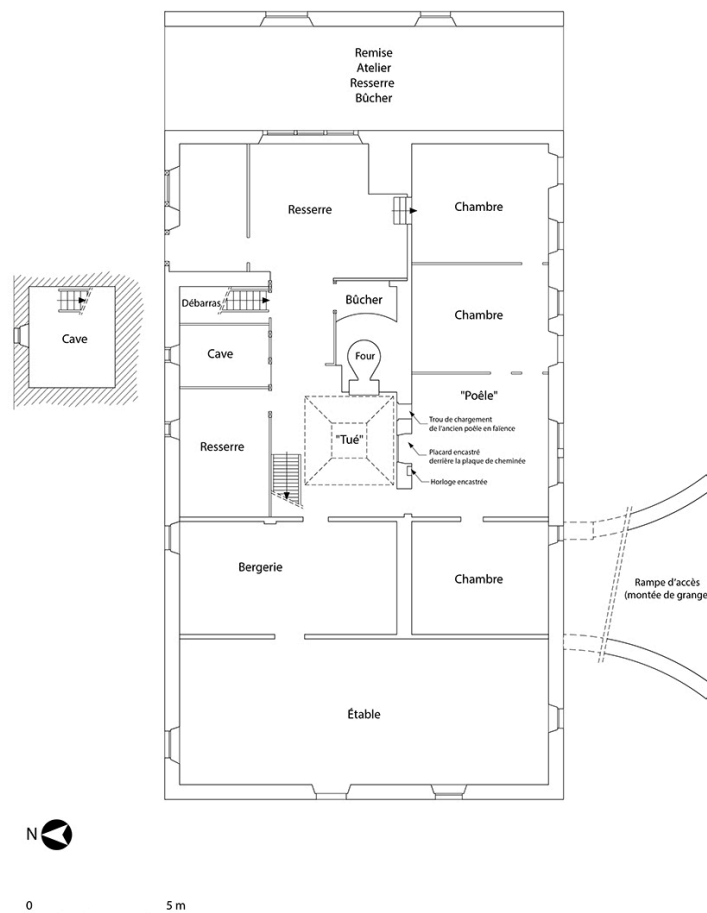 Remise
Atelier
Resserre
Bûcher
Resserre
Chambre
Débarras
Bûcher
Chambre
Cave
Cave
Four
"Poêle"
Trou de chargement
de l'ancien poêle en faïence
"Tué"
Resserre
Placard encastré
derrière la plaque de cheminée
Horloge encastrée
Bergerie
Chambre
Rampe d'accès
(montée de grange
Étable
N
0 5 m